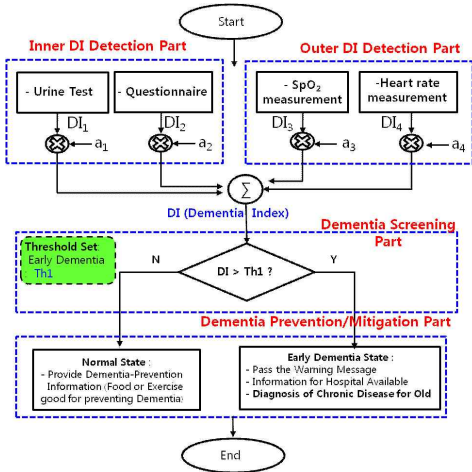 Start
Inner DI Detection Part
Outer DI Detection Part
- Urine Test
- Questionnaire
- SpO₂
measurement
-Heart rate
measurement
DI₁
DI₂
DI₃
DI₄
a₁
a₂
a₃
a₄
∑
DI (Dementia Index)
Dementia Screening
Part
Threshold Set:
Early Dementia
: Th1
N
DI > Th1 ?
Y
Dementia Prevention/Mitigation Part
Normal State :
- Provide Dementia-Prevention
Information (Food or Exercise
good for preventing Dementia)
Early Dementia State :
- Pass the Warning Message
- Information for Hospital Available
- Diagnosis of Chronic Disease for Old
End